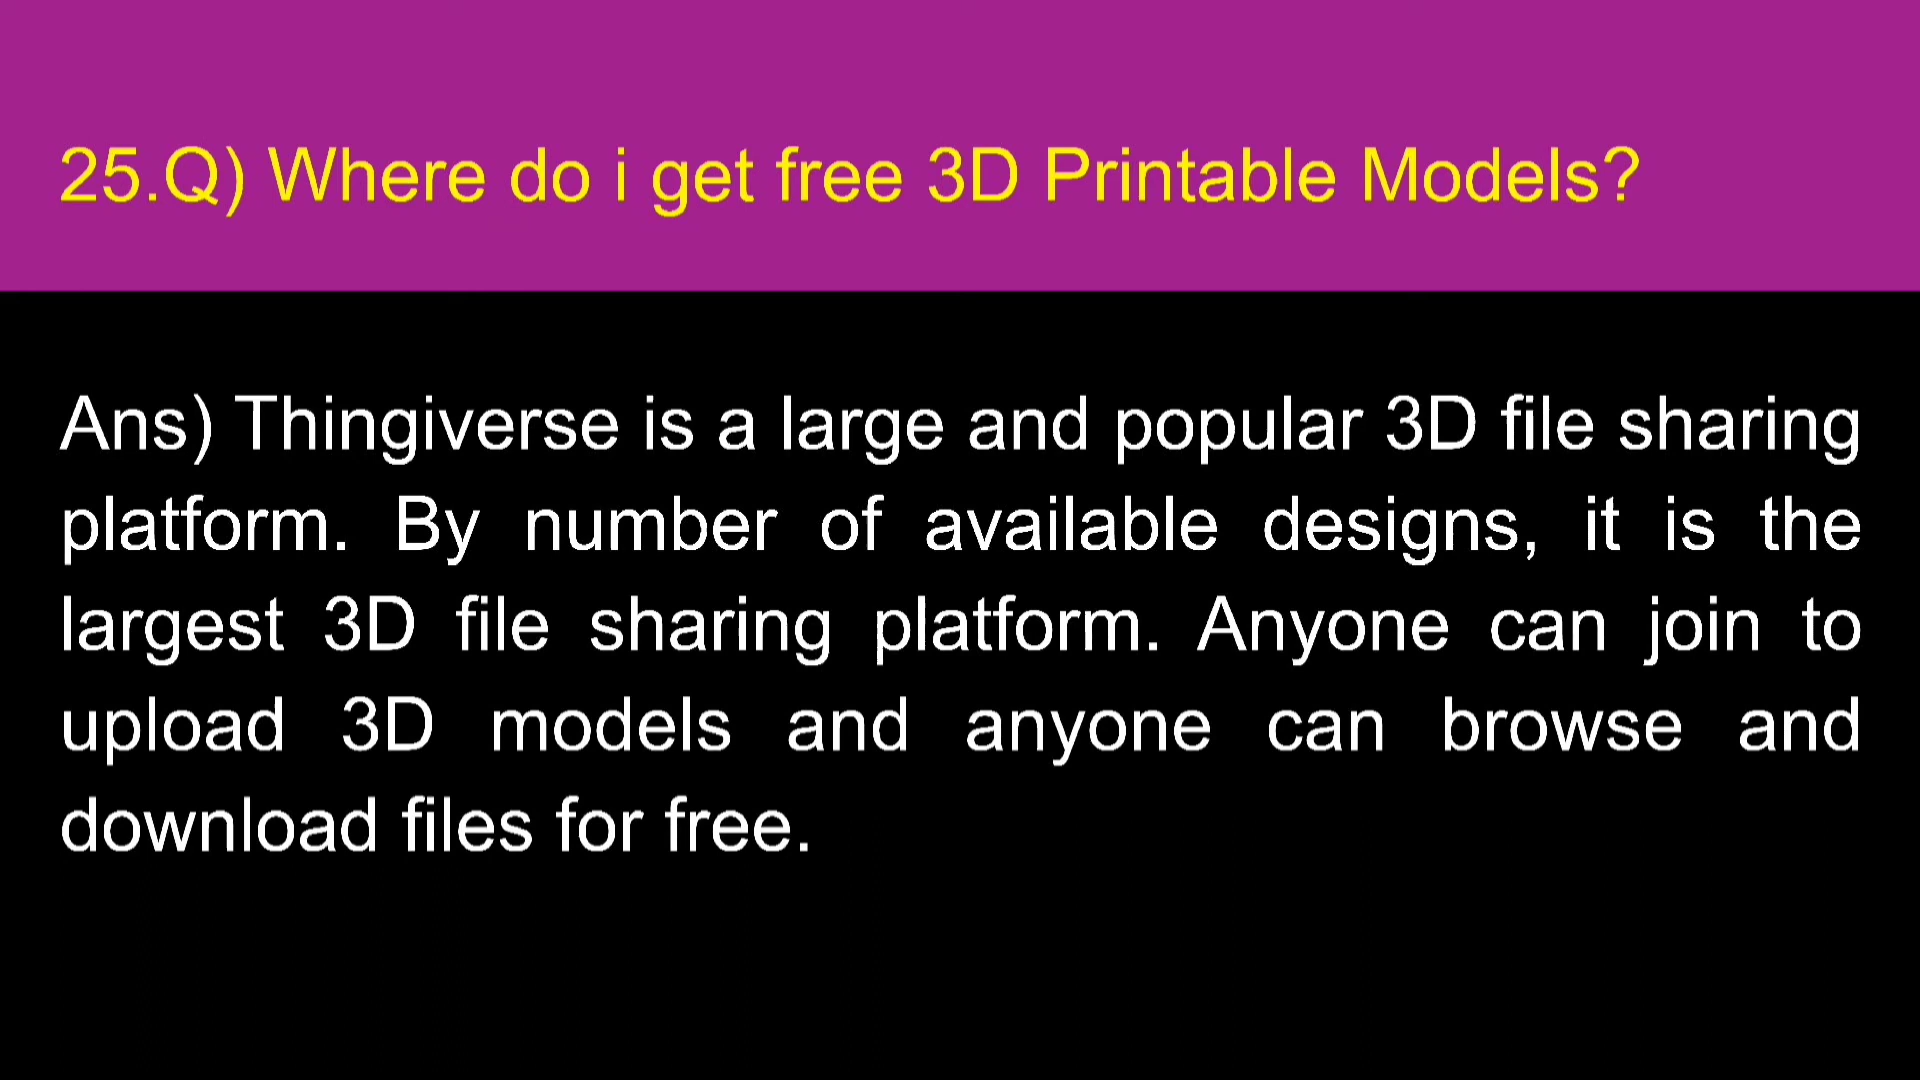 25.Q) Where do i get free 3D Printable Models?
Ans) Thingiverse is a large and popular 3D file sharing
platform. By number of available designs, it is the
largest 3D file sharing platform. Anyone can join to
upload 3D models and anyone can browse and
download files for free.